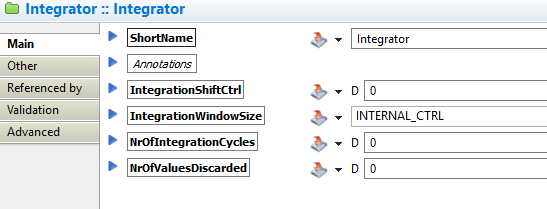 Integrator :: Integrator
Main
Other
Referenced by
Validation
Advanced
ShortName Integrator
Annotations
IntegrationShiftCtrl D 0
IntegrationWindowSize INTERNAL_CTRL
NrOfIntegrationCycles D 0
NrOfValuesDiscarded D 0